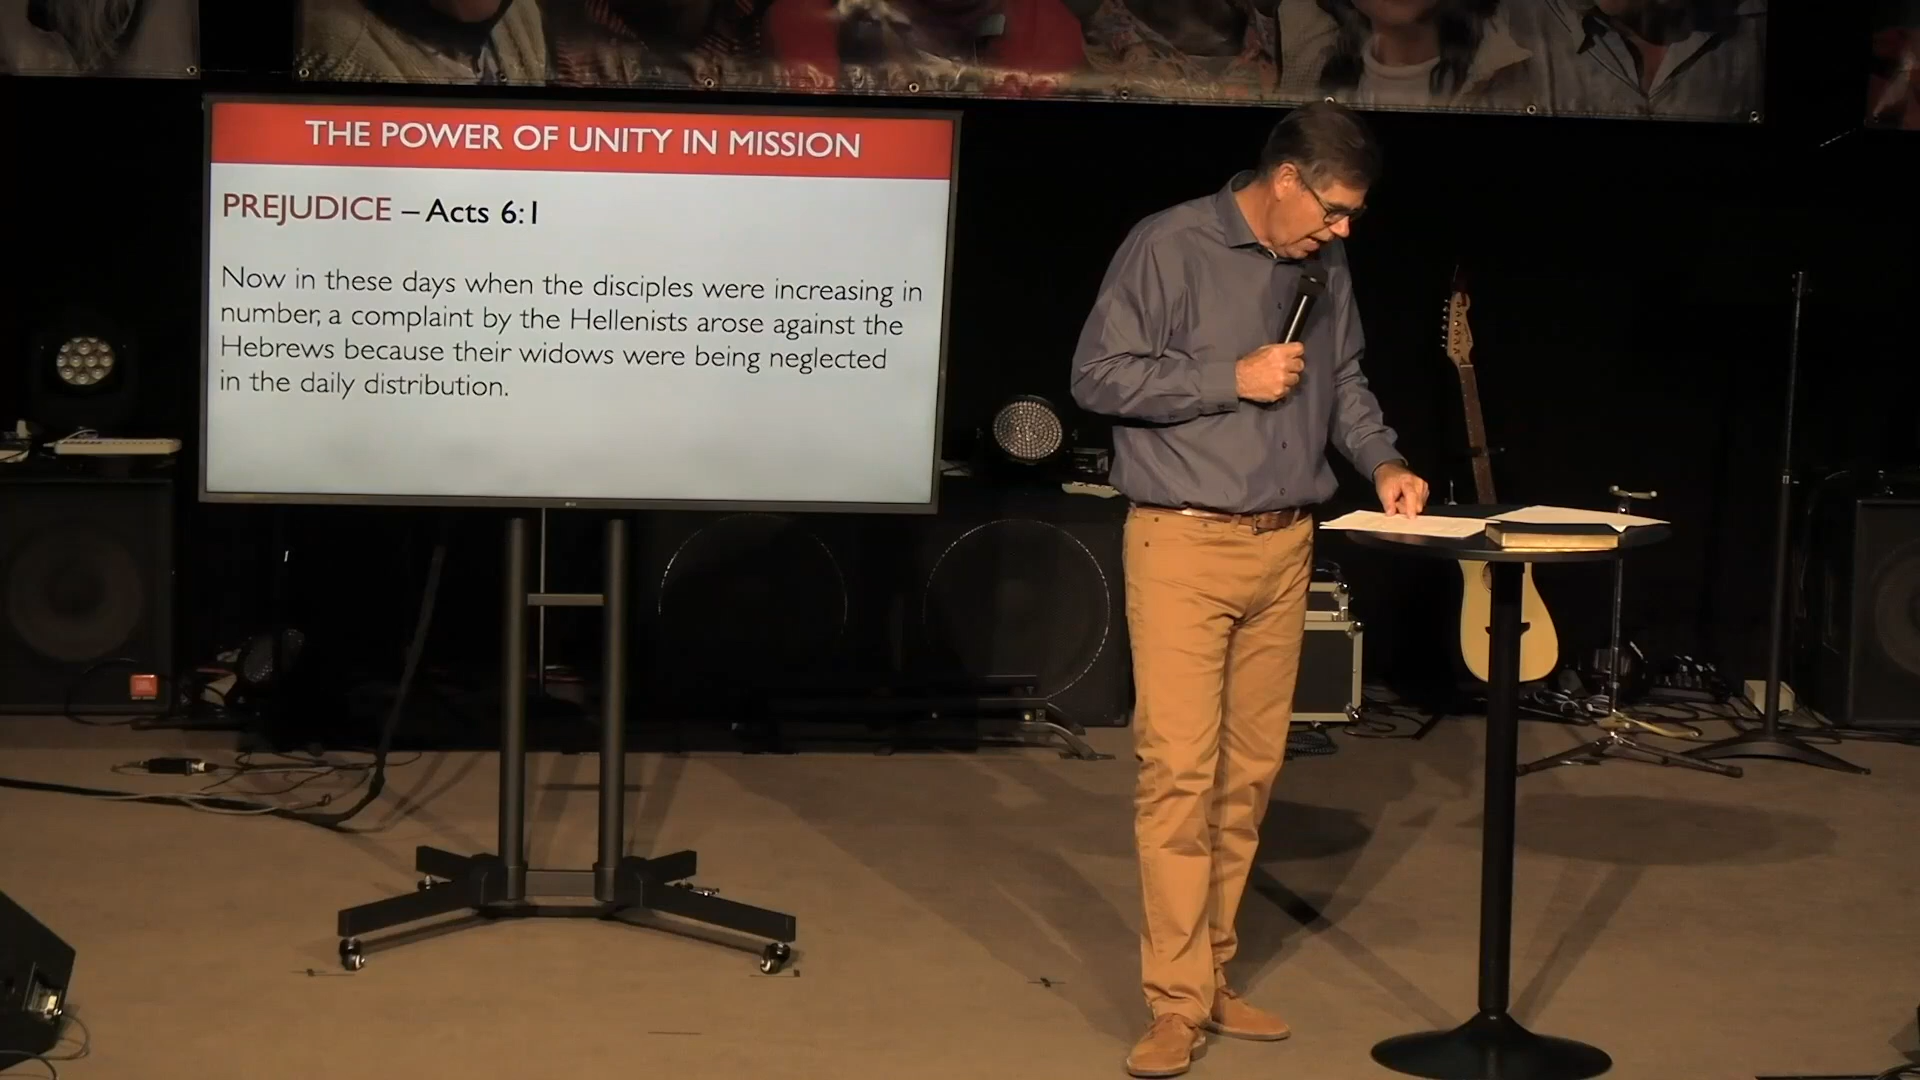 THE POWER OF UNITY IN MISSION
PREJUDICE – Acts 6:1
Now in these days when the disciples were increasing in
number, a complaint by the Hellenists arose against the
Hebrews because their widows were being neglected
in the daily distribution.